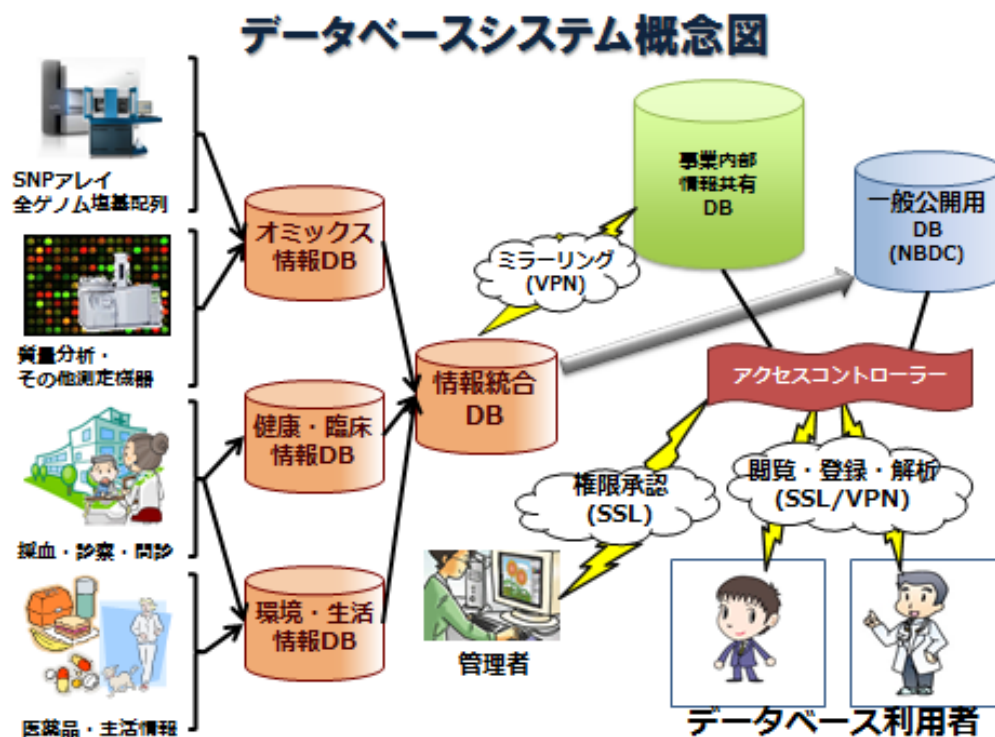 データベースシステム概念図
SNPアレイ
全ゲノム塩基配列
質量分析・
その他測定機器
採血・診察・問診
医薬品・生活情報
オミックス
情報DB
健康・臨床
情報DB
環境・生活
情報DB
情報統合
DB
ミラーリング
(VPN)
事業内部
情報共有
DB
一般公開用
DB
(NBDC)
アクセスコントローラー
権限承認
(SSL)
閲覧・登録・解析
(SSL/VPN)
管理者
データベース利用者